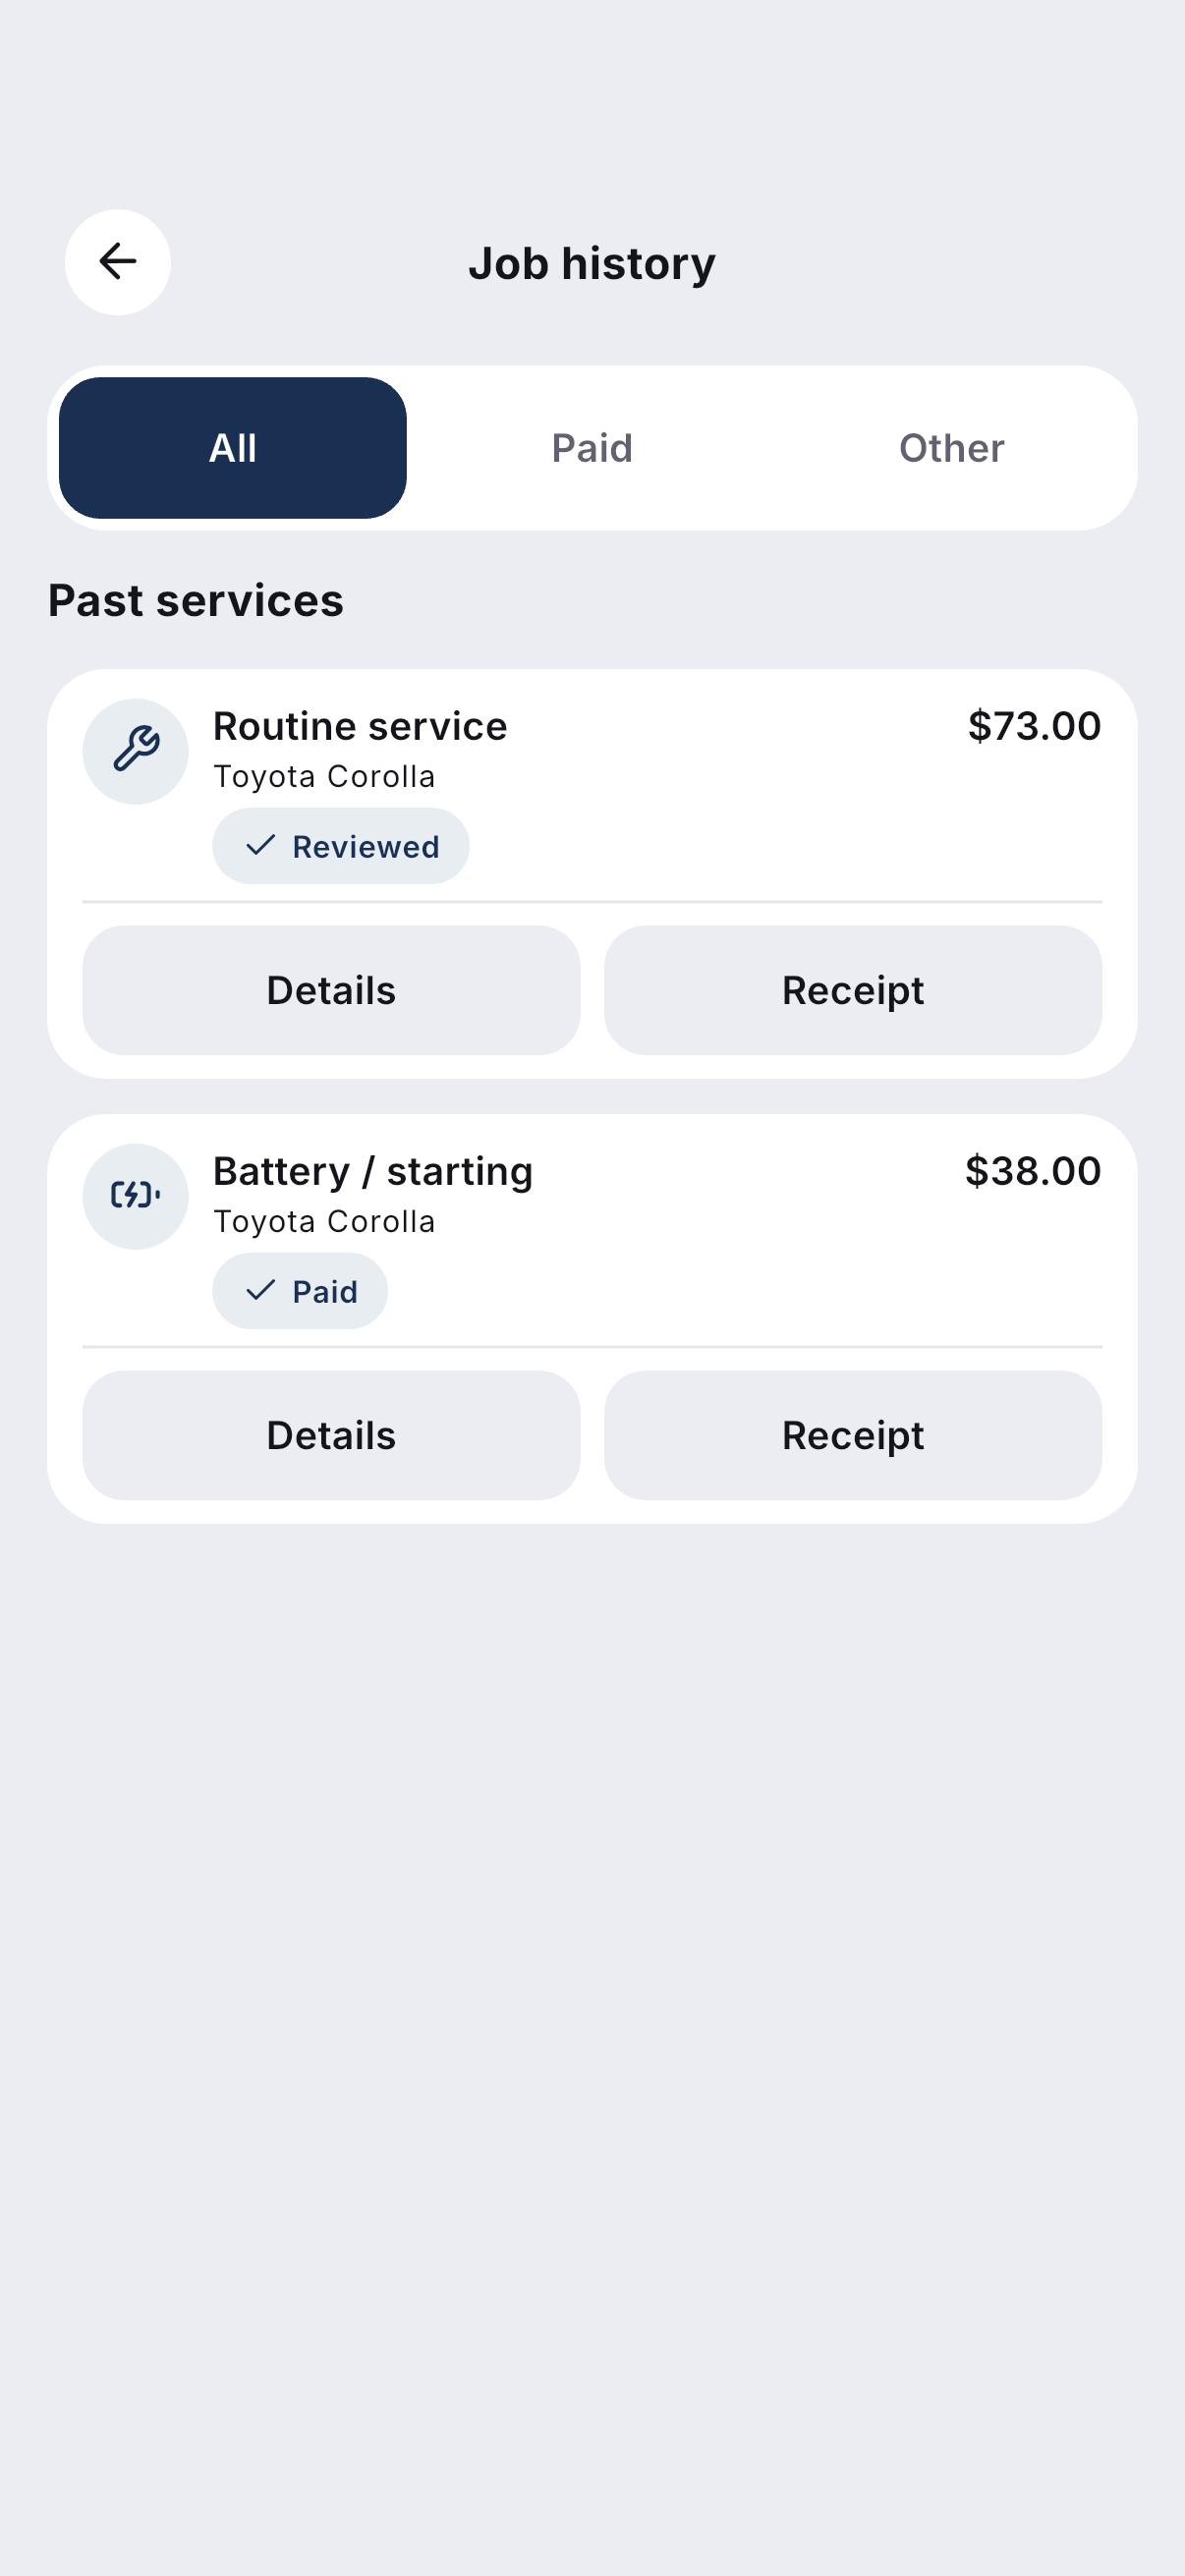 Job history
All
Paid
Other
Past services
Routine service
$73.00
Toyota Corolla
Reviewed
Details
Receipt
Battery / starting
$38.00
Toyota Corolla
Paid
Details
Receipt